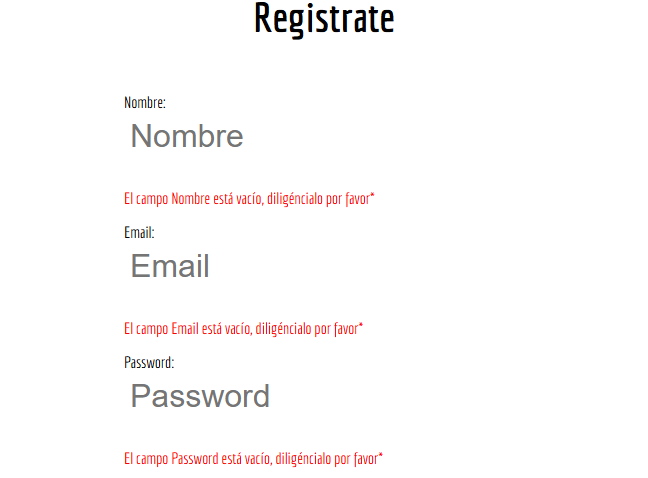 Registrate
Nombre:
Nombre
El campo Nombre está vacío, diligéncialo por favor*
Email:
Email
El campo Email está vacío, diligéncialo por favor*
Password:
Password
El campo Password está vacío, diligéncialo por favor*